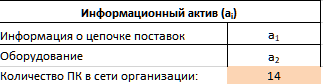 Информационный актив (ai)
Информация о цепочке поставок a1
Оборудование a2
Количество ПК в сети организации: 14